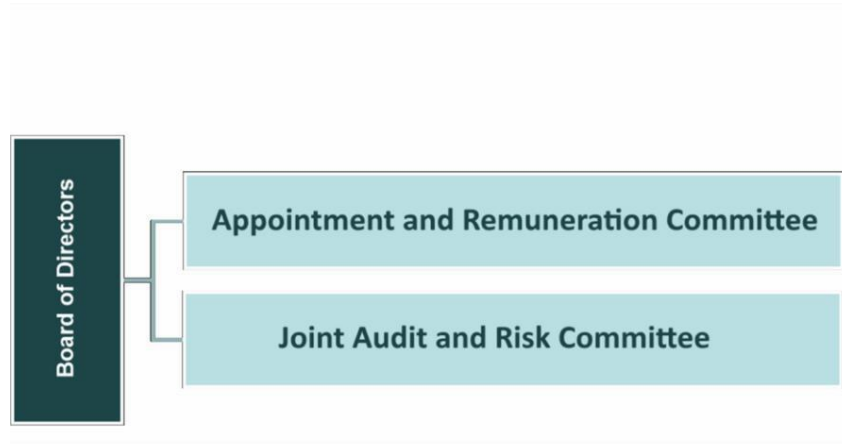 Board of Directors
Appointment and Remuneration Committee
Joint Audit and Risk Committee